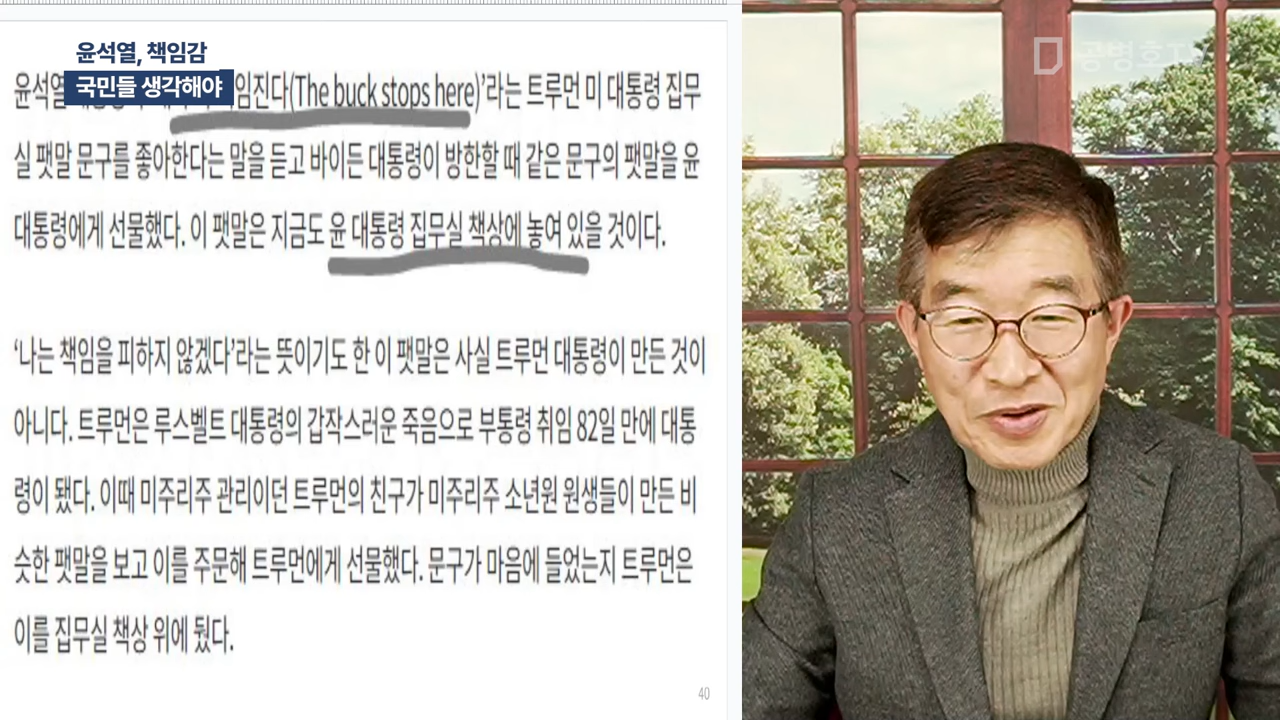 윤석열, 책임감
국민들 생각해야
공병호TV
윤석열 임진다(The buck stops here)’라는 트루먼 미 대통령 집무
실 팻말 문구를 좋아한다는 말을 듣고 바이든 대통령이 방한할 때 같은 문구의 팻말을 윤
대통령에게 선물했다. 이 팻말은 지금도 윤 대통령 집무실 책상에 놓여 있을 것이다.
‘나는 책임을 피하지 않겠다’라는 뜻이기도 한 이 팻말은 사실 트루먼 대통령이 만든 것이
아니다. 트루먼은 루스벨트 대통령의 갑작스러운 죽음으로 부통령 취임 82일 만에 대통
령이 됐다. 이때 미주리주 관리이던 트루먼의 친구가 미주리주 소년원 원생들이 만든 비
슷한 팻말을 보고 이를 주문해 트루먼에게 선물했다. 문구가 마음에 들었는지 트루먼은
이를 집무실 책상 위에 뒀다.
40